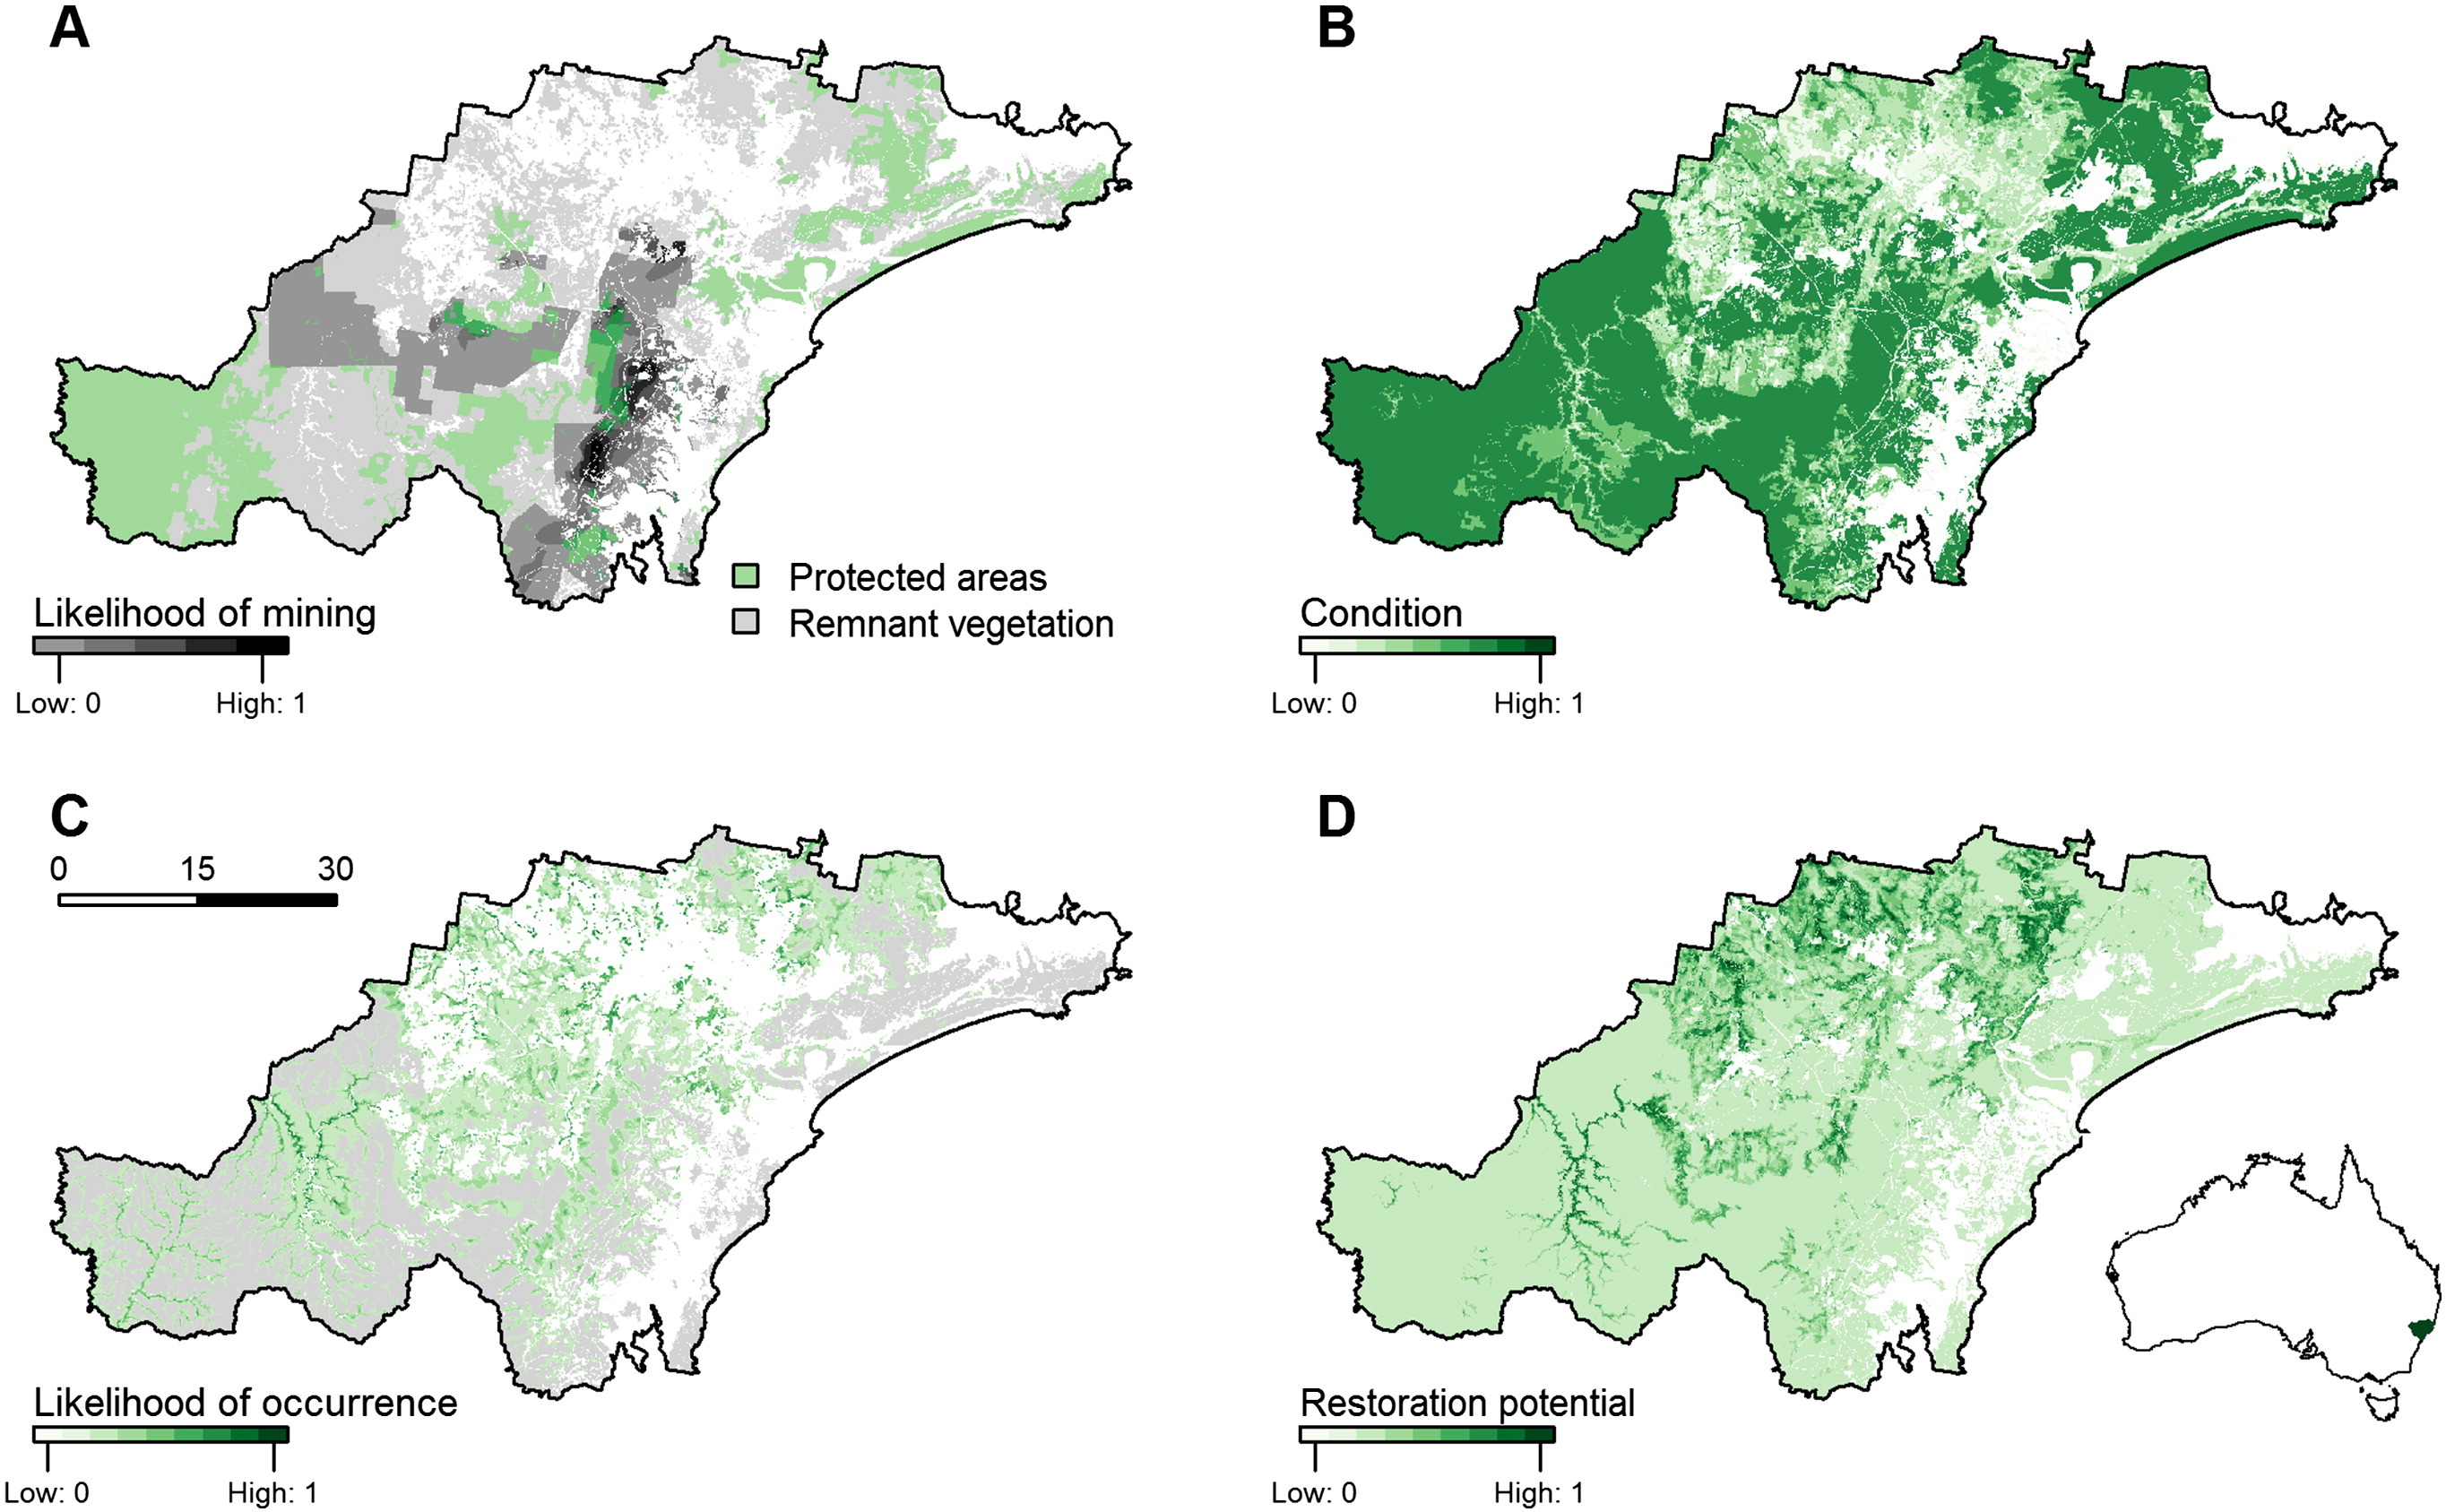 A
B
Protected areas
Remnant vegetation
Likelihood of mining
Low: 0 High: 1
Condition
Low: 0 High: 1
C
0 15 30
D
Likelihood of occurrence
Low: 0 High: 1
Restoration potential
Low: 0 High: 1